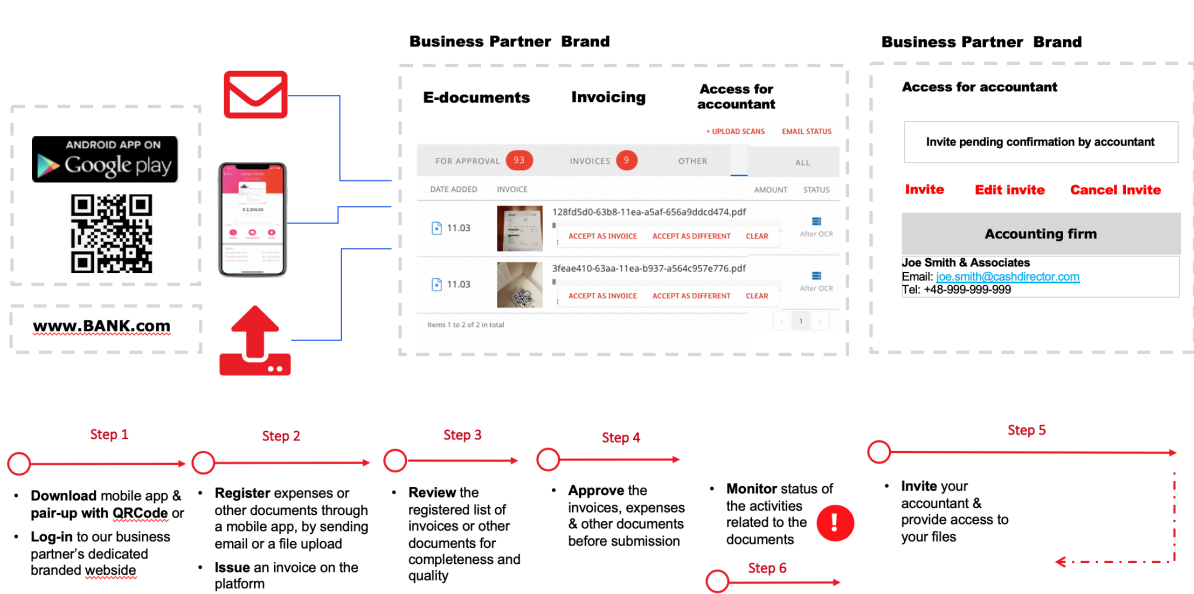 Business Partner Brand
Business Partner Brand
ANDROID APP ON
Google play
www.BANK.com
$ 2,000.00
E-documents
Invoicing
Access for
accountant
+ UPLOAD SCANS
EMAIL STATUS
FOR APPROVAL 93
INVOICES 9
OTHER
ALL
DATE ADDED
INVOICE
AMOUNT
STATUS
128fd5d0-63b8-11ea-a5af-656a9ddcd474.pdf
11.03
ACCEPT AS INVOICE
ACCEPT AS DIFFERENT
CLEAR
After OCR
3feae410-63aa-11ea-b937-a564c957e776.pdf
11.03
ACCEPT AS INVOICE
ACCEPT AS DIFFERENT
CLEAR
After OCR
Items 1 to 2 of 2 in total
< 1 >
Access for accountant
Invite pending confirmation by accountant
Invite
Edit invite
Cancel Invite
Accounting firm
Joe Smith & Associates
Email: joe.smith@cashdirector.com
Tel: +48-999-999-999
Step 1
• Download mobile app &
pair-up with QRCode or
• Log-in to our business
partner's dedicated
branded webside
Step 2
• Register expenses or
other documents through
a mobile app, by sending
email or a file upload
• Issue an invoice on the
platform
Step 3
• Review the
registered list of
invoices or other
documents for
completeness and
quality
Step 4
• Approve the
invoices, expenses
& other documents
before submission
• Monitor status of
the activities
related to the
documents
!
Step 6
Step 5
• Invite your
accountant &
provide access to
your files